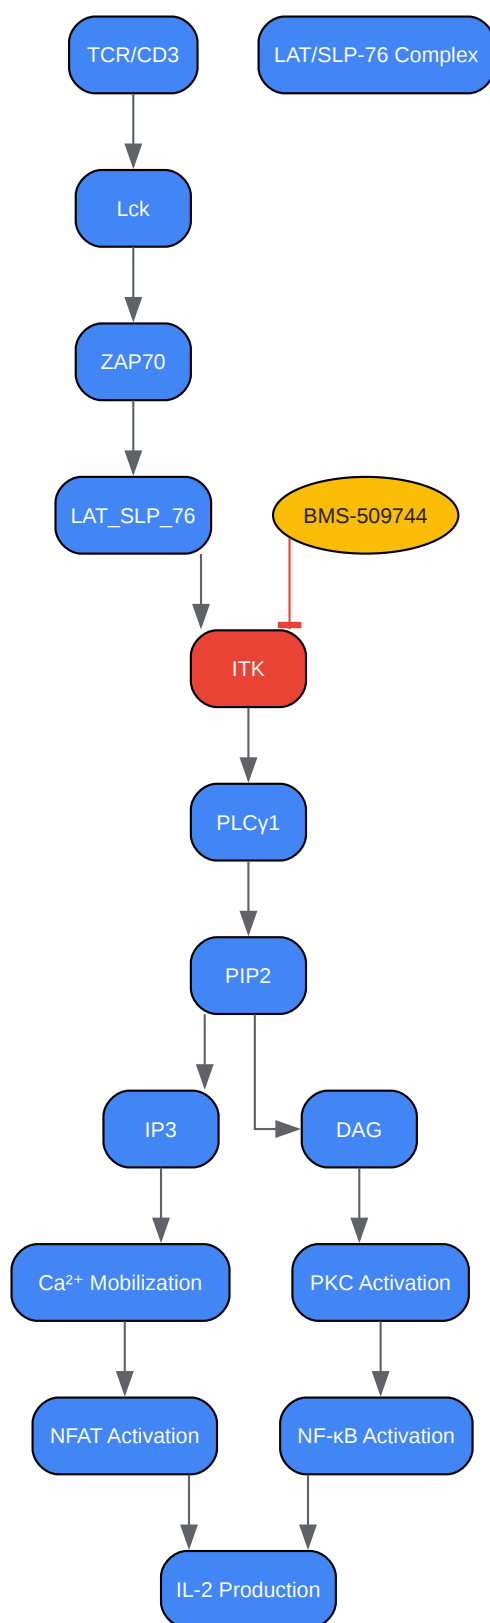 TCR/CD3
LAT/SLP-76 Complex
Lck
ZAP70
LAT_SLP_76
BMS-509744
ITK
PLCγ1
PIP2
IP3
DAG
Ca²⁺ Mobilization
PKC Activation
NFAT Activation
NF-κB Activation
IL-2 Production